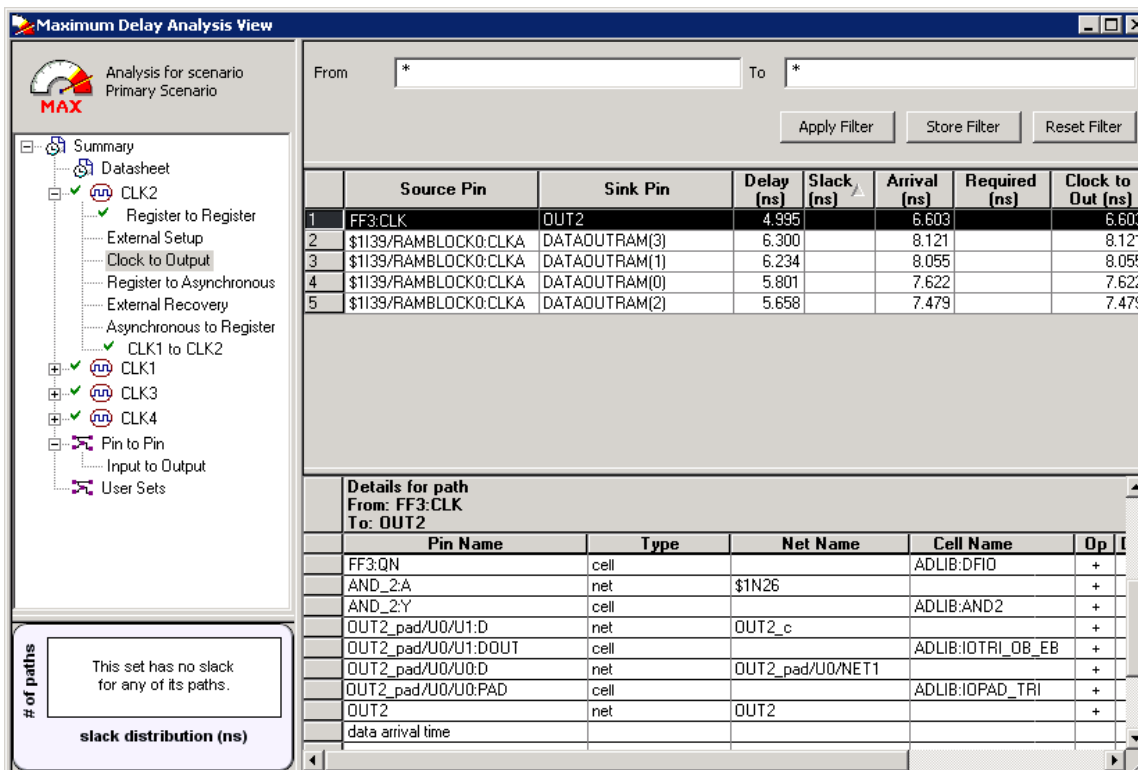 Maximum Delay Analysis View
MAX
Analysis for scenario
Primary Scenario
From * To *
Apply Filter Store Filter Reset Filter
Summary
Datasheet
CLK2
Register to Register
External Setup
Clock to Output
Register to Asynchronous
External Recovery
Asynchronous to Register
CLK1 to CLK2
CLK1
CLK3
CLK4
Pin to Pin
Input to Output
User Sets
# of paths
This set has no slack
for any of its paths.
slack distribution (ns)
Source Pin Sink Pin Delay (ns) Slack (ns) Arrival (ns) Required (ns) Clock to Out (ns)
1 FF3:CLK OUT2 4.995 6.603 6.603
2 $1I39/RAMBLOCK0:CLKA DATAOUTRAM(3) 6.300 8.121 8.121
3 $1I39/RAMBLOCK0:CLKA DATAOUTRAM(1) 6.234 8.055 8.055
4 $1I39/RAMBLOCK0:CLKA DATAOUTRAM(0) 5.801 7.622 7.622
5 $1I39/RAMBLOCK0:CLKA DATAOUTRAM(2) 5.658 7.479 7.479
Details for path
From: FF3:CLK
To: OUT2
Pin Name Type Net Name Cell Name Op
FF3:QN cell ADLIB:DFI0 +
AND_2:A net $1N26 +
AND_2:Y cell ADLIB:AND2 +
OUT2_pad/U0/U1:D net OUT2_c +
OUT2_pad/U0/U1:DOUT cell ADLIB:IOTRI_OB_EB +
OUT2_pad/U0/U0:D net OUT2_pad/U0/NET1 +
OUT2_pad/U0/U0:PAD cell ADLIB:IOPAD_TRI +
OUT2 net OUT2 +
data arrival time